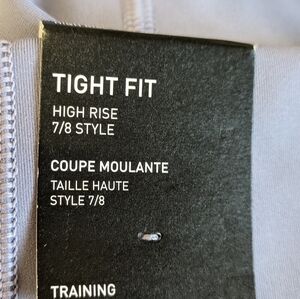 TIGHT FIT
HIGH RISE
7/8 STYLE
COUPE MOULANTE
TAILLE HAUTE
STYLE 7/8
TRAINING